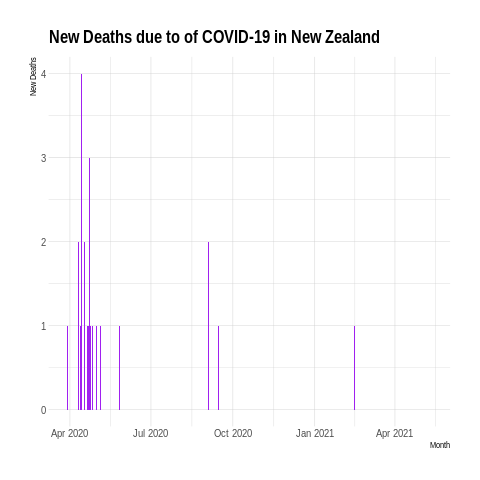 New Deaths due to of COVID-19 in New Zealand
New Deaths
4
3
2
1
0
Apr 2020 Jul 2020 Oct 2020 Jan 2021 Apr 2021
Month